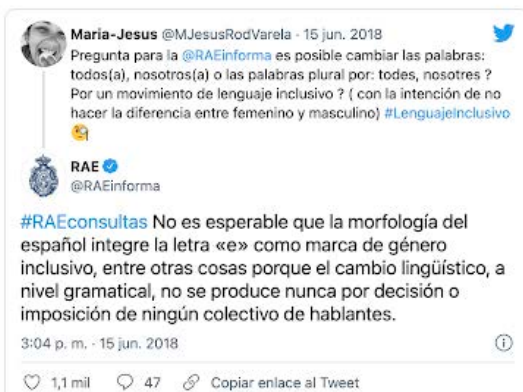 Maria-Jesus @MJesusRodVarela · 15 jun. 2018
Pregunta para la @RAEinforma es posible cambiar las palabras:
todos(a), nosotros(a) o las palabras plural por: todes, nosotres ?
Por un movimiento de lenguaje inclusivo ? ( con la intención de no
hacer la diferencia entre femenino y masculino) #LenguajeInclusivo
🧐
RAE
@RAEinforma
#RAEconsultas No es esperable que la morfología del
español integre la letra «e» como marca de género
inclusivo, entre otras cosas porque el cambio lingüístico, a
nivel gramatical, no se produce nunca por decisión o
imposición de ningún colectivo de hablantes.
3:04 p. m. · 15 jun. 2018
1,1 mil 47 Copiar enlace al Tweet